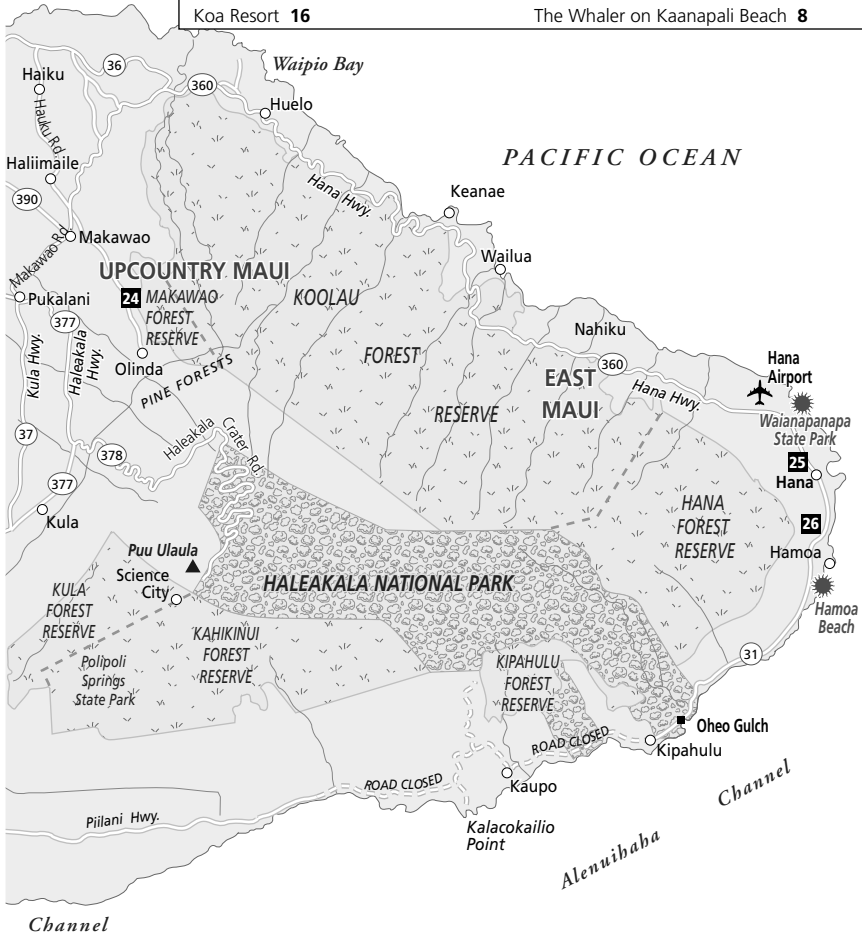 Koa Resort 16
The Whaler on Kaanapali Beach 8
Waipio Bay
Haiku
36
360
Huelo
Hauku Rd
PACIFIC OCEAN
Haliimaile
390
Hana Hwy.
Keanae
Makawao Rd
Makawao
Wailua
UPCOUNTRY MAUI
Pukalani
24
MAKAWAO
FOREST
RESERVE
KOOLAU
FOREST
RESERVE
377
Kula Hwy.
Haleakala
Hwy.
Olinda
PINE FORESTS
Nahiku
360
EAST
MAUI
Hana Hwy.
Hana
Airport
Waianapanapa
State Park
37
378
Haleakala
Crater Rd
25
Hana
377
Kula
26
HANA
FOREST
RESERVE
Hamoa
Puu Ulaula
Science
City
HALEAKALA NATIONAL PARK
Hamoa
Beach
KULA
FOREST
RESERVE
KAHIKINUI
FOREST
RESERVE
Polipoli
Springs
State Park
KIPAHULU
FOREST
RESERVE
31
Oheo Gulch
ROAD CLOSED
Kipahulu
ROAD CLOSED
Kaupo
Piilani Hwy.
Kalacokailio
Point
Alenuihaha
Channel
Channel